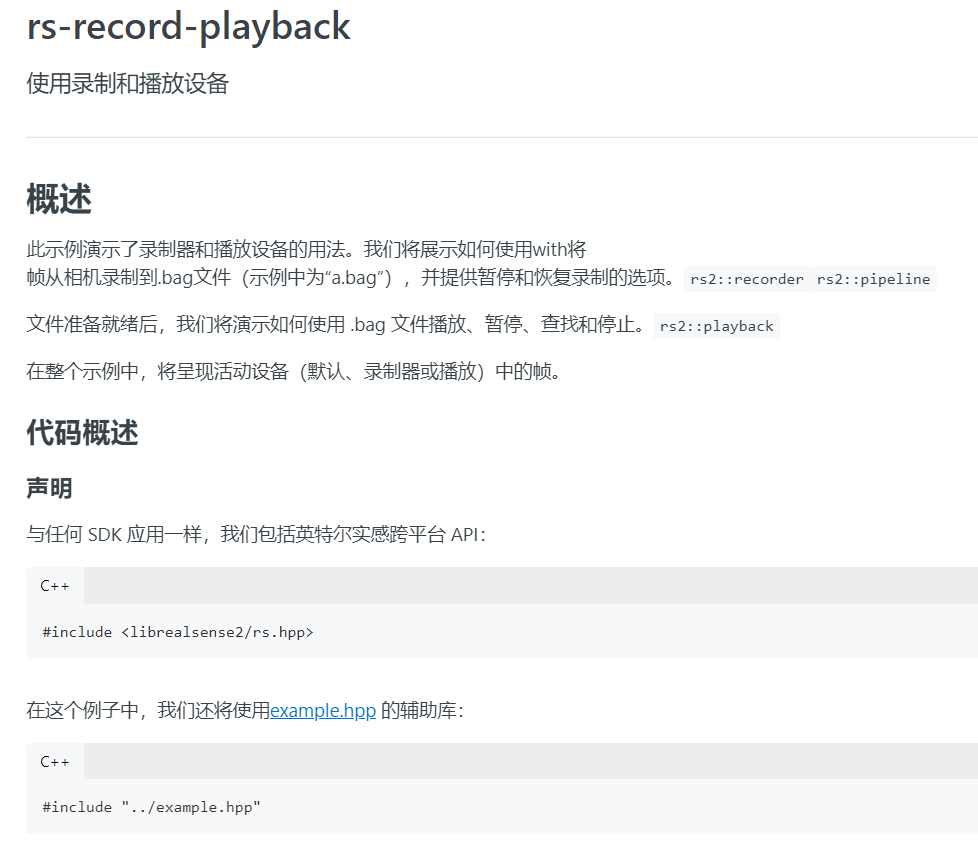 rs-record-playback
使用录制和播放设备
概述
此示例演示了录制器和播放设备的用法。我们将展示如何使用with将
帧从相机录制到.bag文件（示例中为“a.bag”），并提供暂停和恢复录制的选项。 rs2::recorder rs2::pipeline
文件准备就绪后，我们将演示如何使用 .bag 文件播放、暂停、查找和停止。 rs2::playback
在整个示例中，将呈现活动设备（默认、录制器或播放）中的帧。
代码概述
声明
与任何 SDK 应用一样，我们包括英特尔实感跨平台 API：
C++
#include <librealsense2/rs.hpp>
在这个例子中，我们还将使用example.hpp 的辅助库：
C++
#include "../example.hpp"